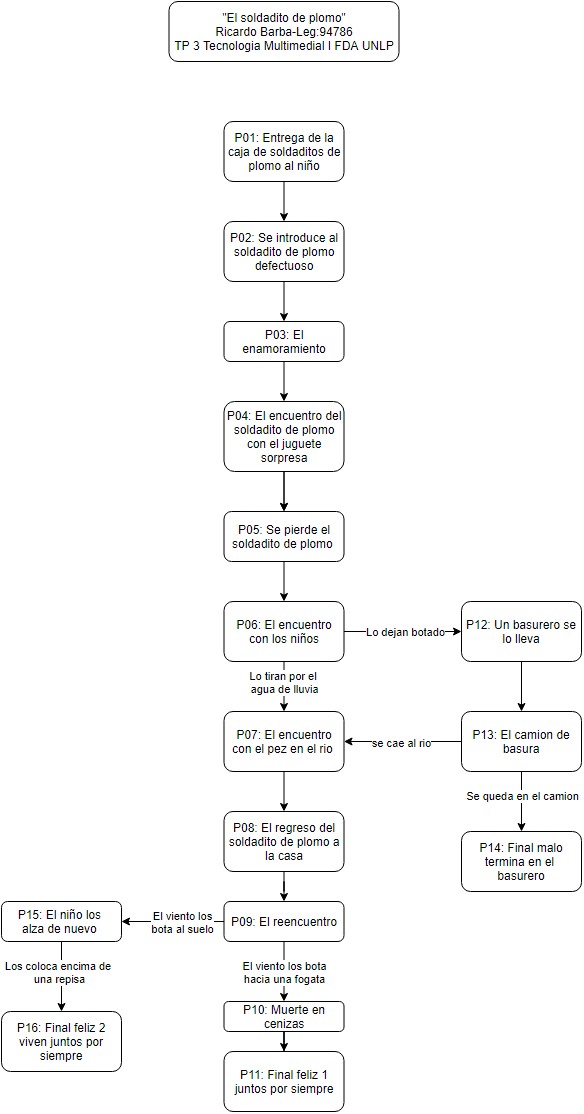 "El soldadito de plomo"
Ricardo Barba-Leg:94786
TP 3 Tecnologia Multimedial I FDA UNLP
P01: Entrega de la
caja de soldaditos de
plomo al niño
P02: Se introduce al
soldadito de plomo
defectuoso
P03: El
enamoramiento
P04: El encuentro del
soldadito de plomo
con el juguete
sorpresa
P05: Se pierde el
soldadito de plomo
P06: El encuentro
con los niños
Lo dejan botado
P12: Un basurero se
lo lleva
Lo tiran por el
agua de lluvia
P07: El encuentro
con el pez en el rio
se cae al rio
P13: El camion de
basura
Se queda en el camion
P14: Final malo
termina en el
basurero
P08: El regreso del
soldadito de plomo a
la casa
P09: El reencuentro
El viento los
bota al suelo
P15: El niño los
alza de nuevo
Los coloca encima de
una repisa
P16: Final feliz 2
viven juntos por
siempre
El viento los bota
hacia una fogata
P10: Muerte en
cenizas
P11: Final feliz 1
juntos por siempre